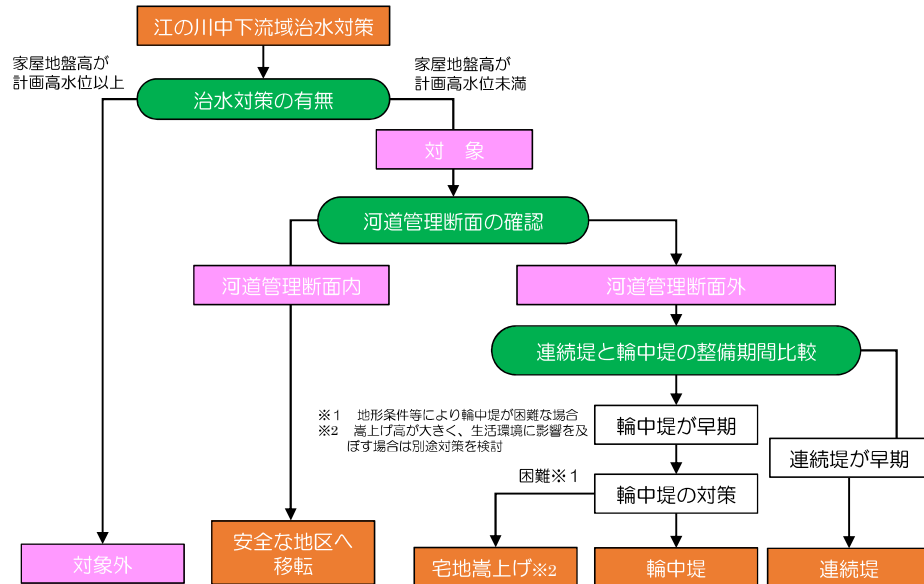 江の川中下流域治水対策
家屋地盤高が
計画高水位以上
家屋地盤高が
計画高水位未満
治水対策の有無
対　象
河道管理断面の確認
河道管理断面内
河道管理断面外
連続堤と輪中堤の整備期間比較
※１　地形条件等により輪中堤が困難な場合
※２　嵩上げ高が大きく、生活環境に影響を及
ぼす場合は別途対策を検討
輪中堤が早期
連続堤が早期
困難※１
輪中堤の対策
対象外
安全な地区へ
移転
宅地嵩上げ※２
輪中堤
連続堤